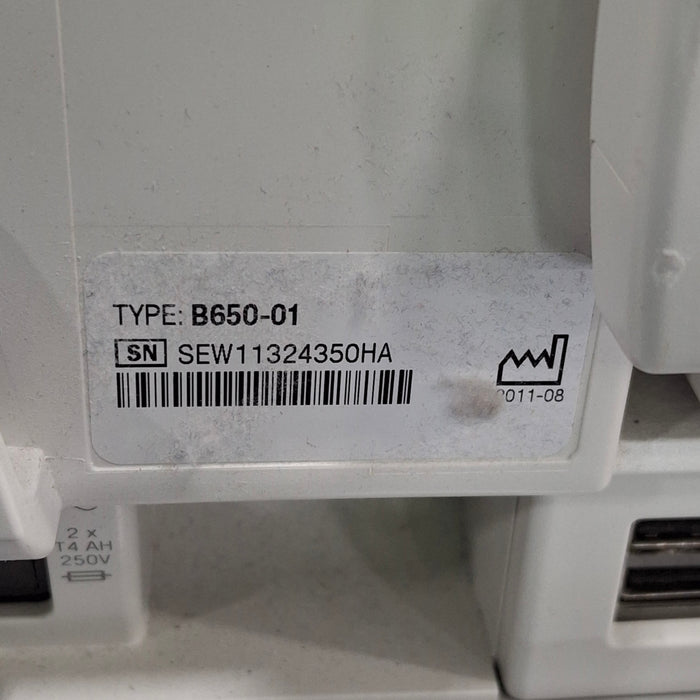 TYPE: B650-01
SN SEW11324350HA
2011-08
2 x
T4 AH
250V